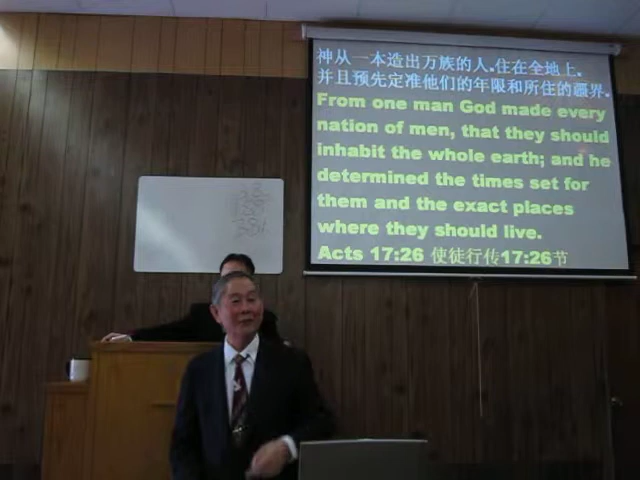 神从一本造出万族的人,住在全地上,
并且预先定准他们的年限和所住的疆界.
From one man God made every
nation of men, that they should
inhabit the whole earth; and he
determined the times set for
them and the exact places
where they should live.
Acts 17:26 使徒行传17:26节